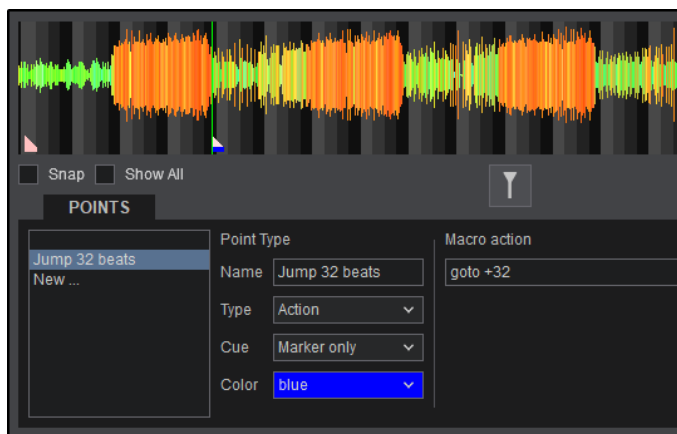 Snap Show All
POINTS
Point Type
Macro action
Jump 32 beats
New ...
Name Jump 32 beats
goto +32
Type Action
Cue Marker only
Color blue